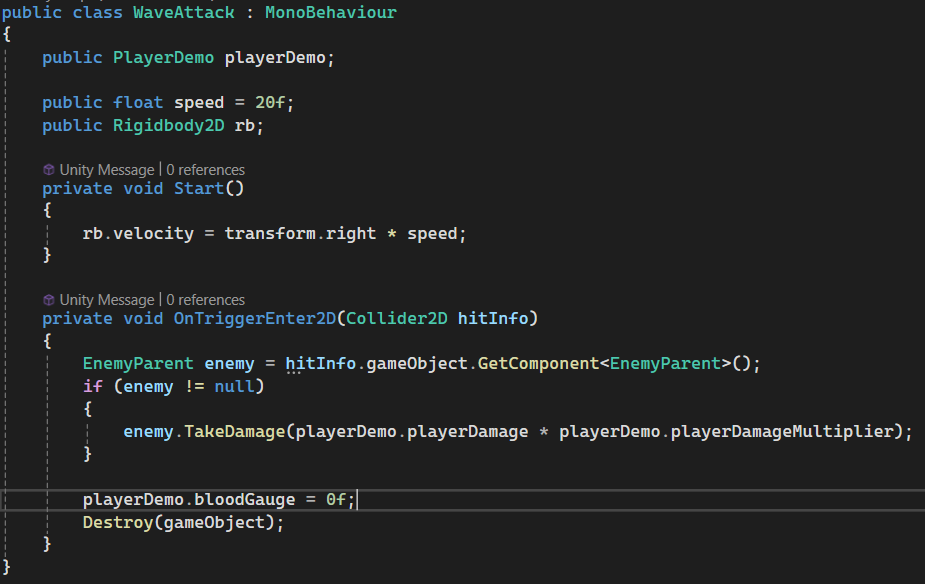 public class WaveAttack : MonoBehaviour
{
    public PlayerDemo playerDemo;

    public float speed = 20f;
    public Rigidbody2D rb;

    Unity Message | 0 references
    private void Start()
    {
        rb.velocity = transform.right * speed;
    }

    Unity Message | 0 references
    private void OnTriggerEnter2D(Collider2D hitInfo)
    {
        EnemyParent enemy = hitInfo.gameObject.GetComponent<EnemyParent>();
        if (enemy != null)
        {
            enemy.TakeDamage(playerDemo.playerDamage * playerDemo.playerDamageMultiplier);
        }

        playerDemo.bloodGauge = 0f;
        Destroy(gameObject);
    }
}